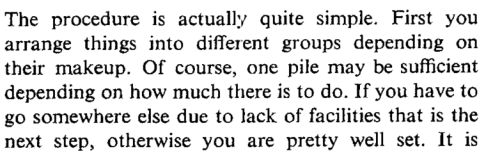 The procedure is actually quite simple. First you
arrange things into different groups depending on
their makeup. Of course, one pile may be sufficient
depending on how much there is to do. If you have to
go somewhere else due to lack of facilities that is the
next step, otherwise you are pretty well set. It is